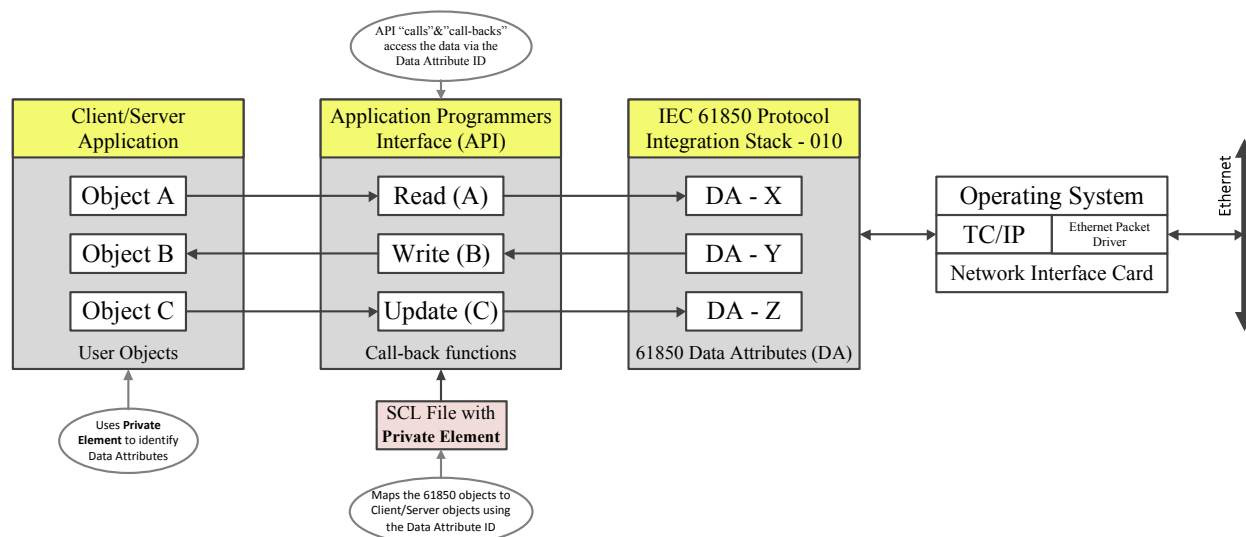 API “calls”&”call-backs”
access the data via the
Data Attribute ID
Client/Server
Application
Application Programmers
Interface (API)
IEC 61850 Protocol
Integration Stack - 010
Object A
Read (A)
DA - X
Object B
Write (B)
DA - Y
Object C
Update (C)
DA - Z
User Objects
Call-back functions
61850 Data Attributes (DA)
Operating System
TC/IP
Ethernet Packet
Driver
Network Interface Card
Ethernet
Uses Private
Element to identify
Data Attributes
SCL File with
Private Element
Maps the 61850 objects to
Client/Server objects using
the Data Attribute ID